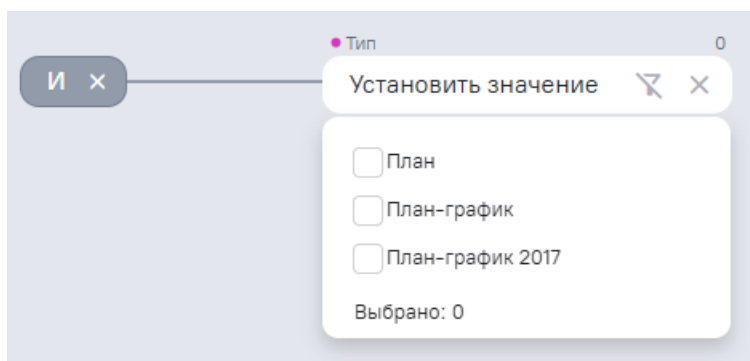 Тип 0
И ×
Установить значение
План
План-график
План-график 2017
Выбрано: 0